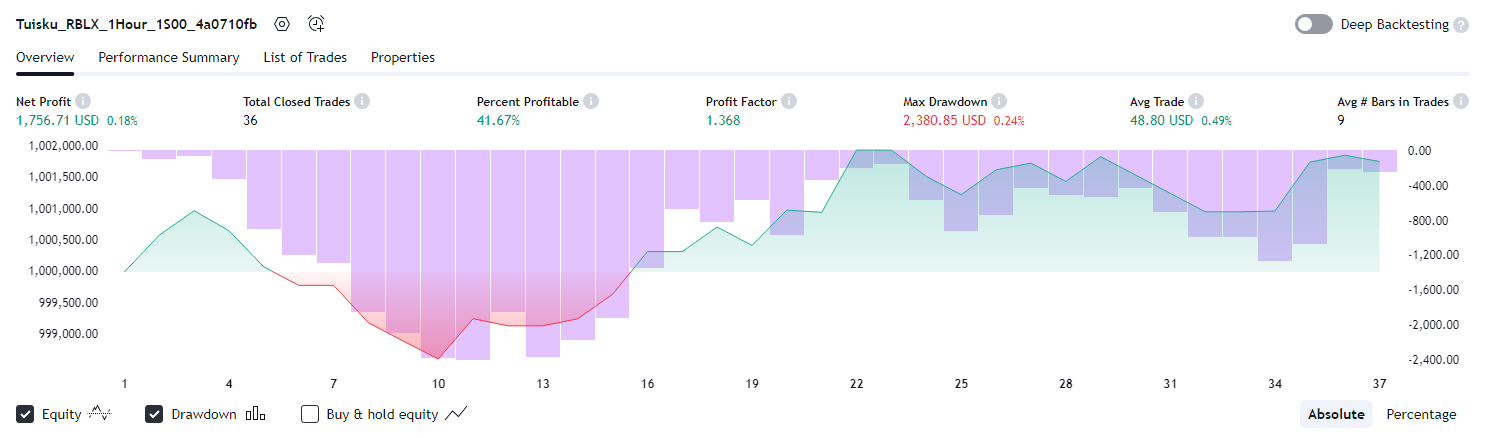 Tuisku_RBLX_1Hour_1S00_4a0710fb
Deep Backtesting ?
Overview Performance Summary List of Trades Properties
Net Profit i Total Closed Trades i Percent Profitable i Profit Factor i Max Drawdown i Avg Trade i Avg # Bars in Trades i
1,756.71 USD 0.18% 36 41.67% 1.368 2,380.85 USD 0.24% 48.80 USD 0.49% 9
1,002,000.00 0.00
1,001,500.00 -400.00
1,001,000.00 -800.00
1,000,500.00 -1,200.00
1,000,000.00 -1,600.00
999,500.00 -2,000.00
999,000.00 -2,400.00
1 4 7 10 13 16 19 22 25 28 31 34 37
Equity Drawdown Buy & hold equity Absolute Percentage